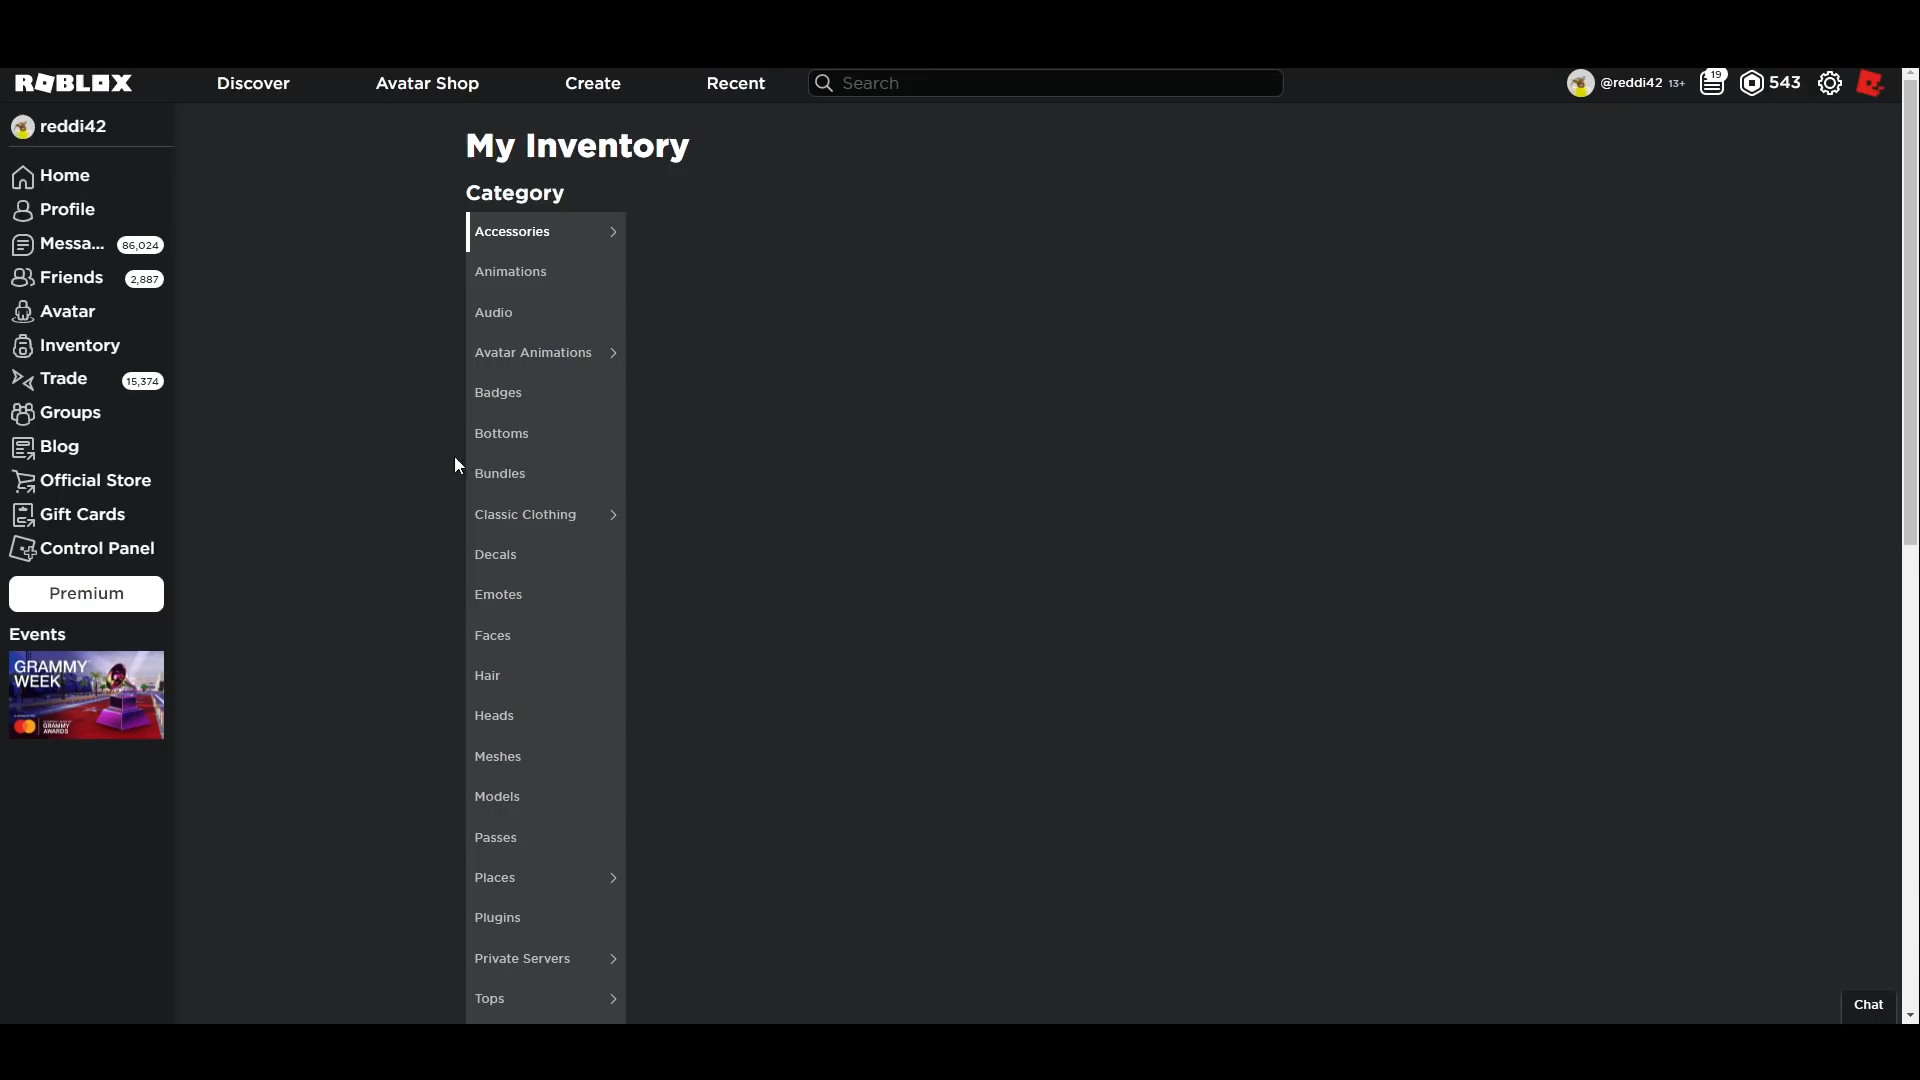 ROBLOX
Discover
Avatar Shop
Create
Recent
Search
@reddi42 13+
19
543
reddi42
Home
Profile
Messa... 86,024
Friends 2,887
Avatar
Inventory
Trade 15,374
Groups
Blog
Official Store
Gift Cards
Control Panel
Premium
Events
GRAMMY
WEEK
GRAMMY
AWARDS
My Inventory
Category
Accessories
Animations
Audio
Avatar Animations
Badges
Bottoms
Bundles
Classic Clothing
Decals
Emotes
Faces
Hair
Heads
Meshes
Models
Passes
Places
Plugins
Private Servers
Tops
Chat